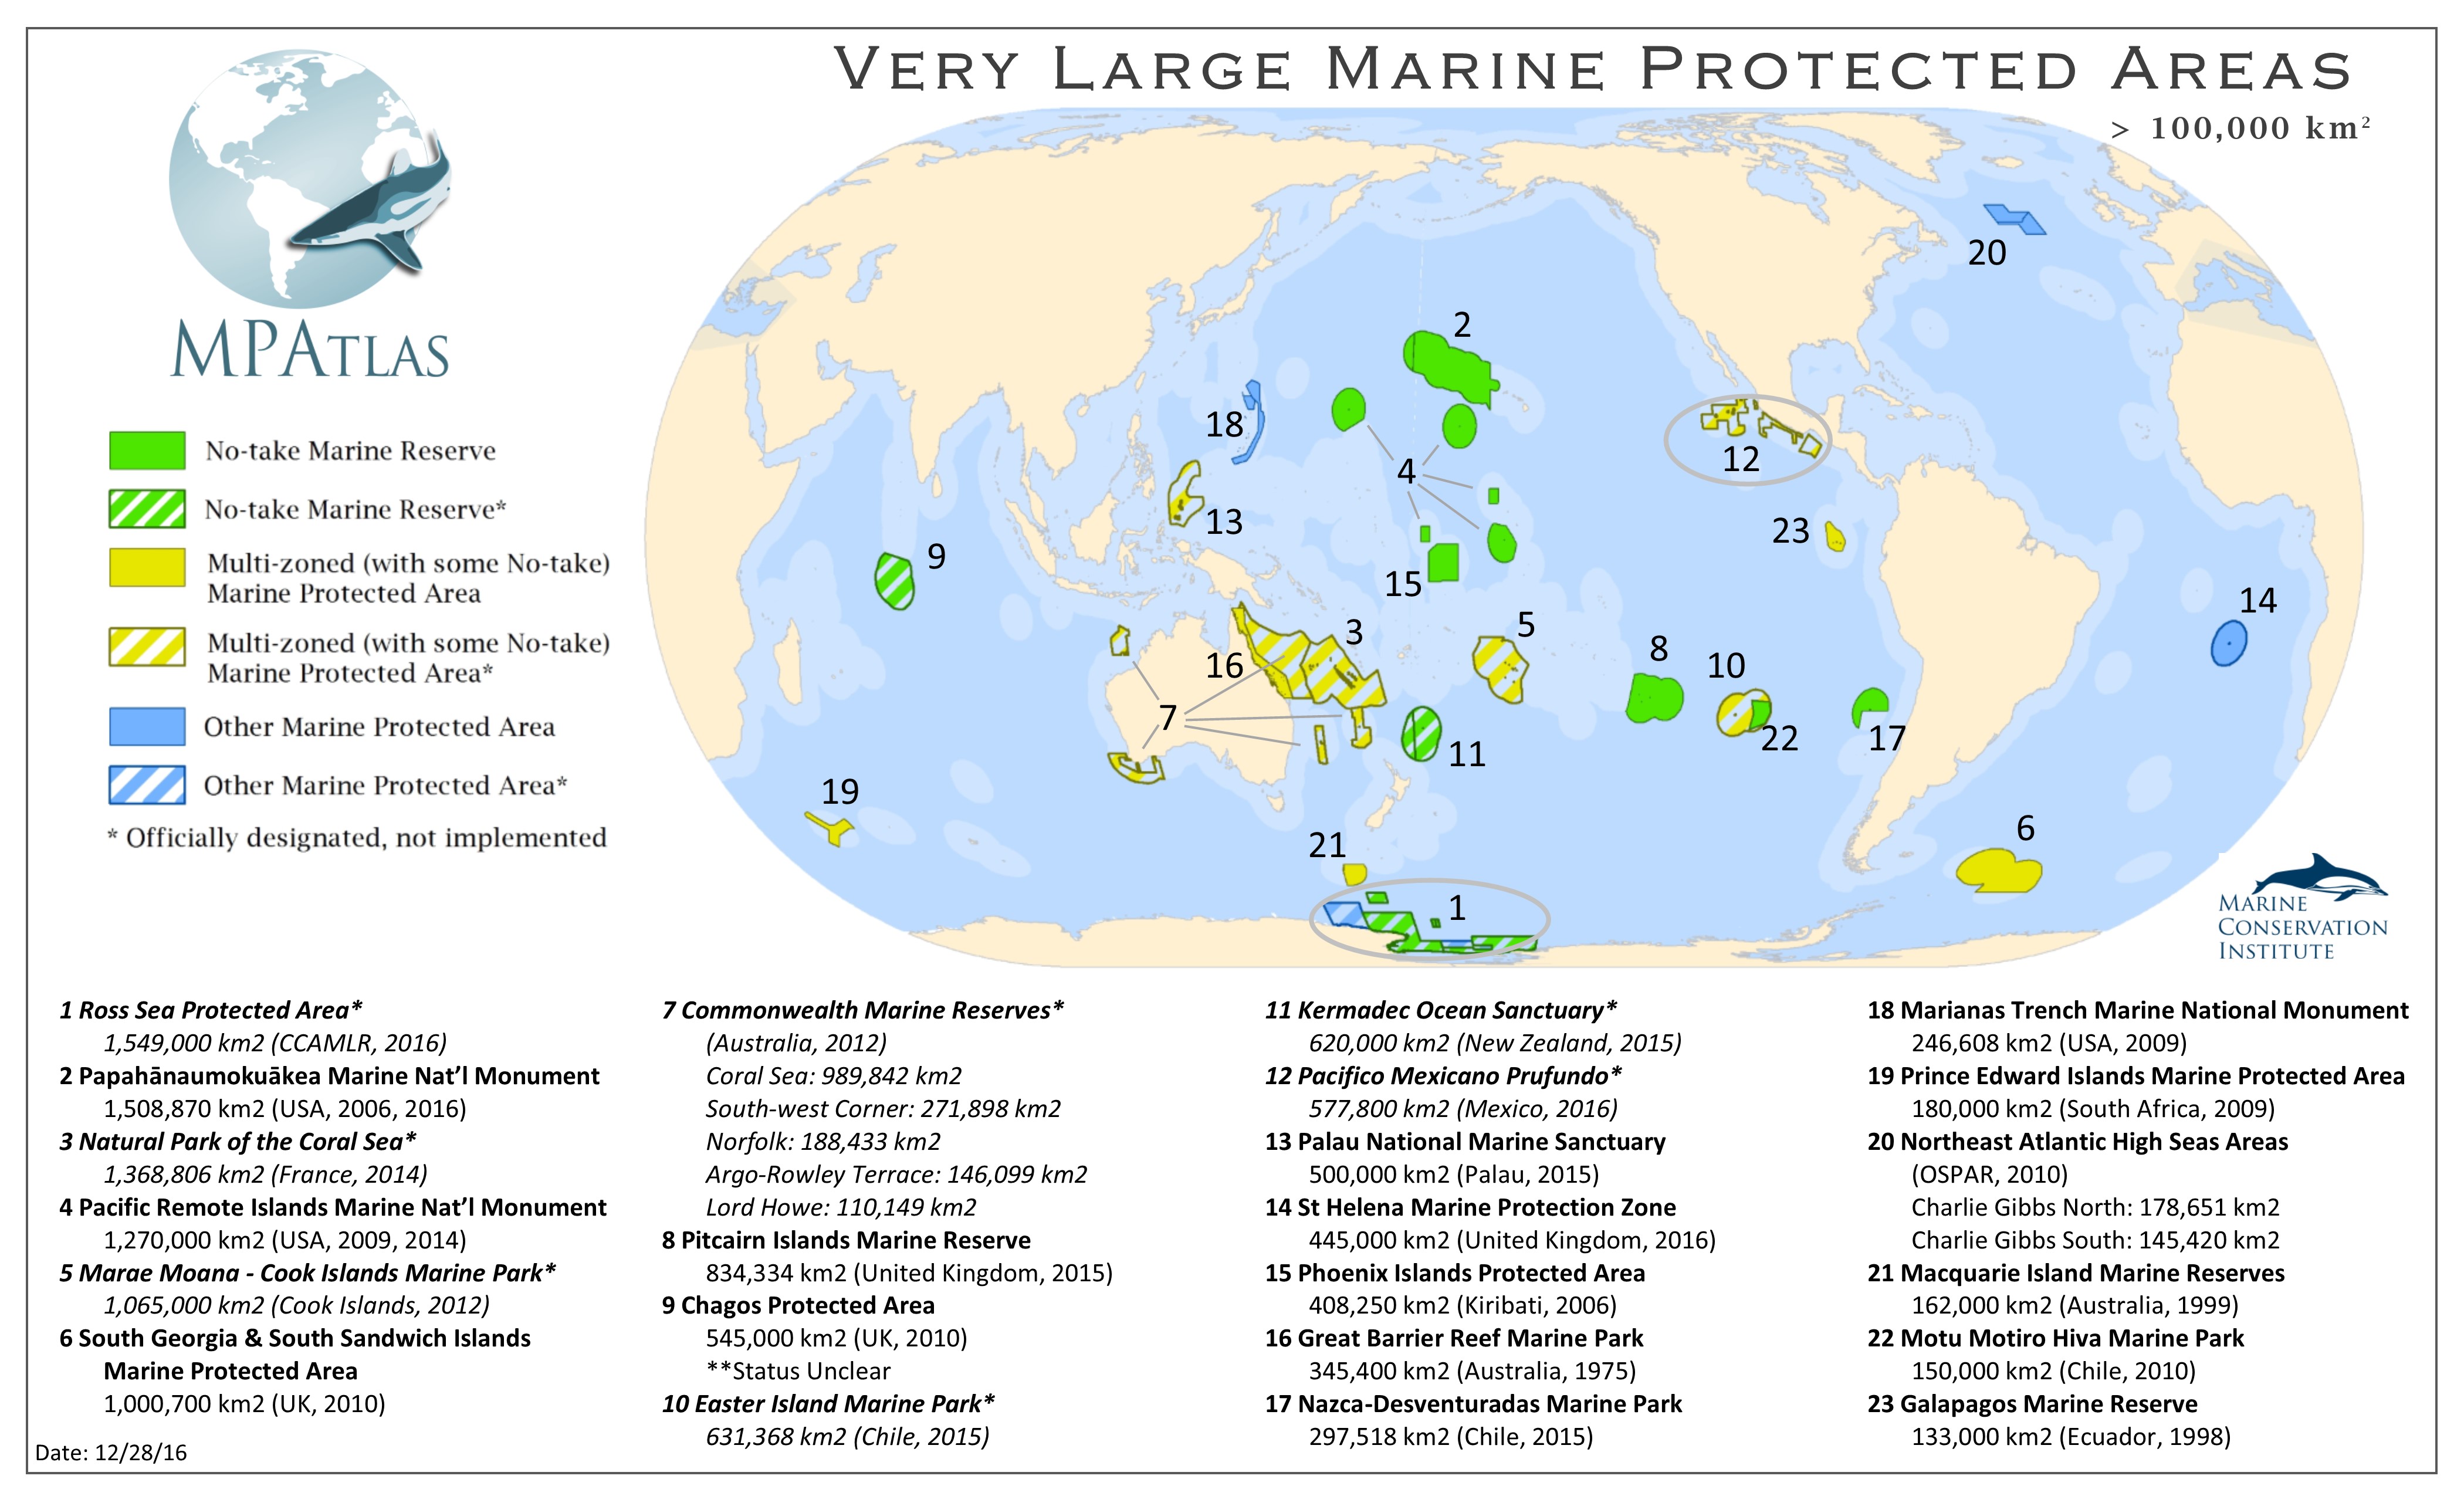 VERY LARGE MARINE PROTECTED AREAS
> 100,000 km²
MPATLAS
No-take Marine Reserve
No-take Marine Reserve*
Multi-zoned (with some No-take)
Marine Protected Area
Multi-zoned (with some No-take)
Marine Protected Area*
Other Marine Protected Area
Other Marine Protected Area*
* Officially designated, not implemented
20
2
18
4
12
13
23
9
15
14
3
5
16
8
10
7
22
17
11
19
21
6
1
MARINE
CONSERVATION
INSTITUTE
1 Ross Sea Protected Area*
1,549,000 km2 (CCAMLR, 2016)
2 Papahānaumokuākea Marine Nat’l Monument
1,508,870 km2 (USA, 2006, 2016)
3 Natural Park of the Coral Sea*
1,368,806 km2 (France, 2014)
4 Pacific Remote Islands Marine Nat’l Monument
1,270,000 km2 (USA, 2009, 2014)
5 Marae Moana - Cook Islands Marine Park*
1,065,000 km2 (Cook Islands, 2012)
6 South Georgia & South Sandwich Islands
Marine Protected Area
1,000,700 km2 (UK, 2010)
7 Commonwealth Marine Reserves*
(Australia, 2012)
Coral Sea: 989,842 km2
South-west Corner: 271,898 km2
Norfolk: 188,433 km2
Argo-Rowley Terrace: 146,099 km2
Lord Howe: 110,149 km2
8 Pitcairn Islands Marine Reserve
834,334 km2 (United Kingdom, 2015)
9 Chagos Protected Area
545,000 km2 (UK, 2010)
**Status Unclear
10 Easter Island Marine Park*
631,368 km2 (Chile, 2015)
11 Kermadec Ocean Sanctuary*
620,000 km2 (New Zealand, 2015)
12 Pacifico Mexicano Prufundo*
577,800 km2 (Mexico, 2016)
13 Palau National Marine Sanctuary
500,000 km2 (Palau, 2015)
14 St Helena Marine Protection Zone
445,000 km2 (United Kingdom, 2016)
15 Phoenix Islands Protected Area
408,250 km2 (Kiribati, 2006)
16 Great Barrier Reef Marine Park
345,400 km2 (Australia, 1975)
17 Nazca-Desventuradas Marine Park
297,518 km2 (Chile, 2015)
18 Marianas Trench Marine National Monument
246,608 km2 (USA, 2009)
19 Prince Edward Islands Marine Protected Area
180,000 km2 (South Africa, 2009)
20 Northeast Atlantic High Seas Areas
(OSPAR, 2010)
Charlie Gibbs North: 178,651 km2
Charlie Gibbs South: 145,420 km2
21 Macquarie Island Marine Reserves
162,000 km2 (Australia, 1999)
22 Motu Motiro Hiva Marine Park
150,000 km2 (Chile, 2010)
23 Galapagos Marine Reserve
133,000 km2 (Ecuador, 1998)
Date: 12/28/16